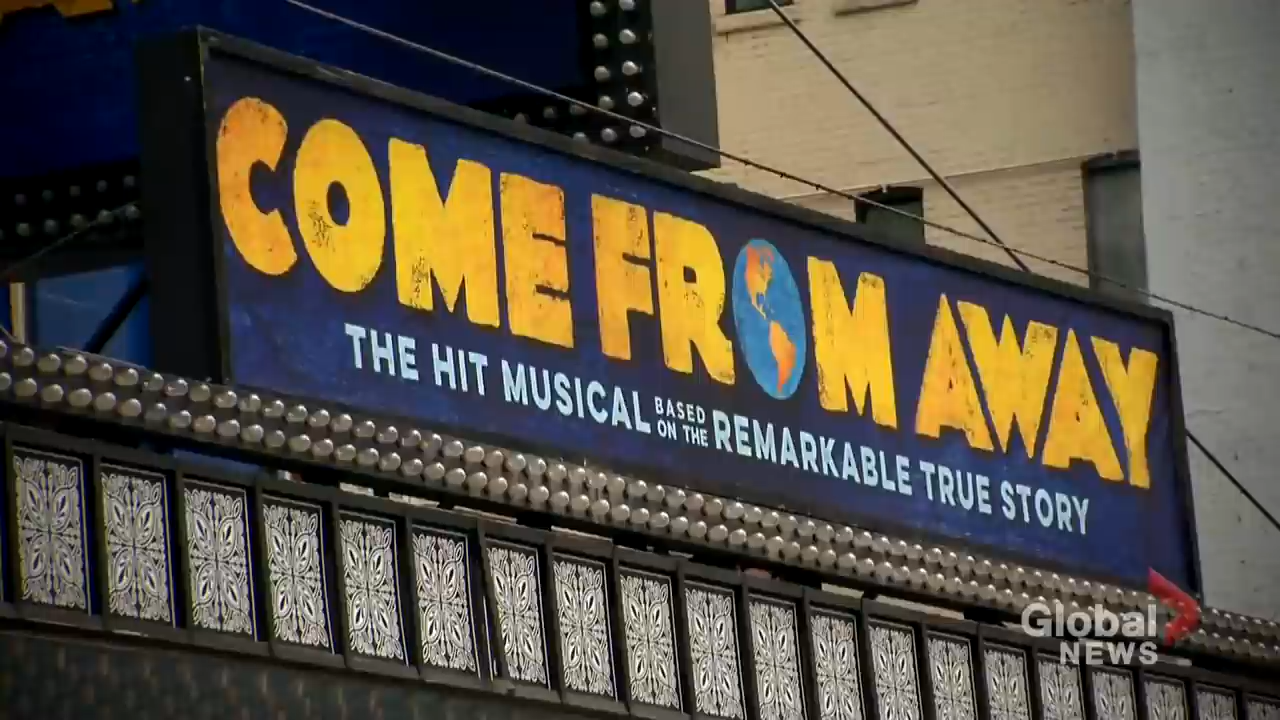 COME FROM AWAY
THE HIT MUSICAL BASED ON THE REMARKABLE TRUE STORY
Global
NEWS